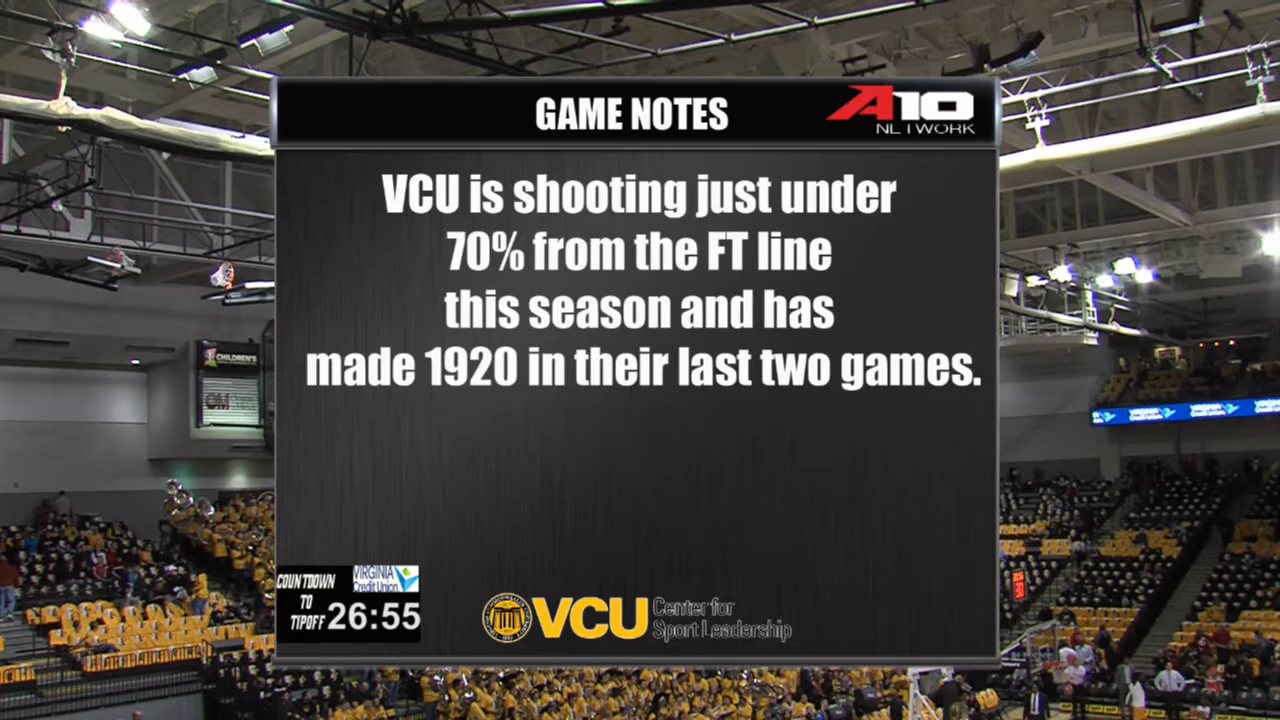 GAME NOTES
A10
NETWORK
VCU is shooting just under
70% from the FT line
this season and has
made 1920 in their last two games.
CHILDREN'S
COUNTDOWN
TO
TIPOFF
26:55
VIRGINIA
Credit Union
VCU
Center for
Sport Leadership